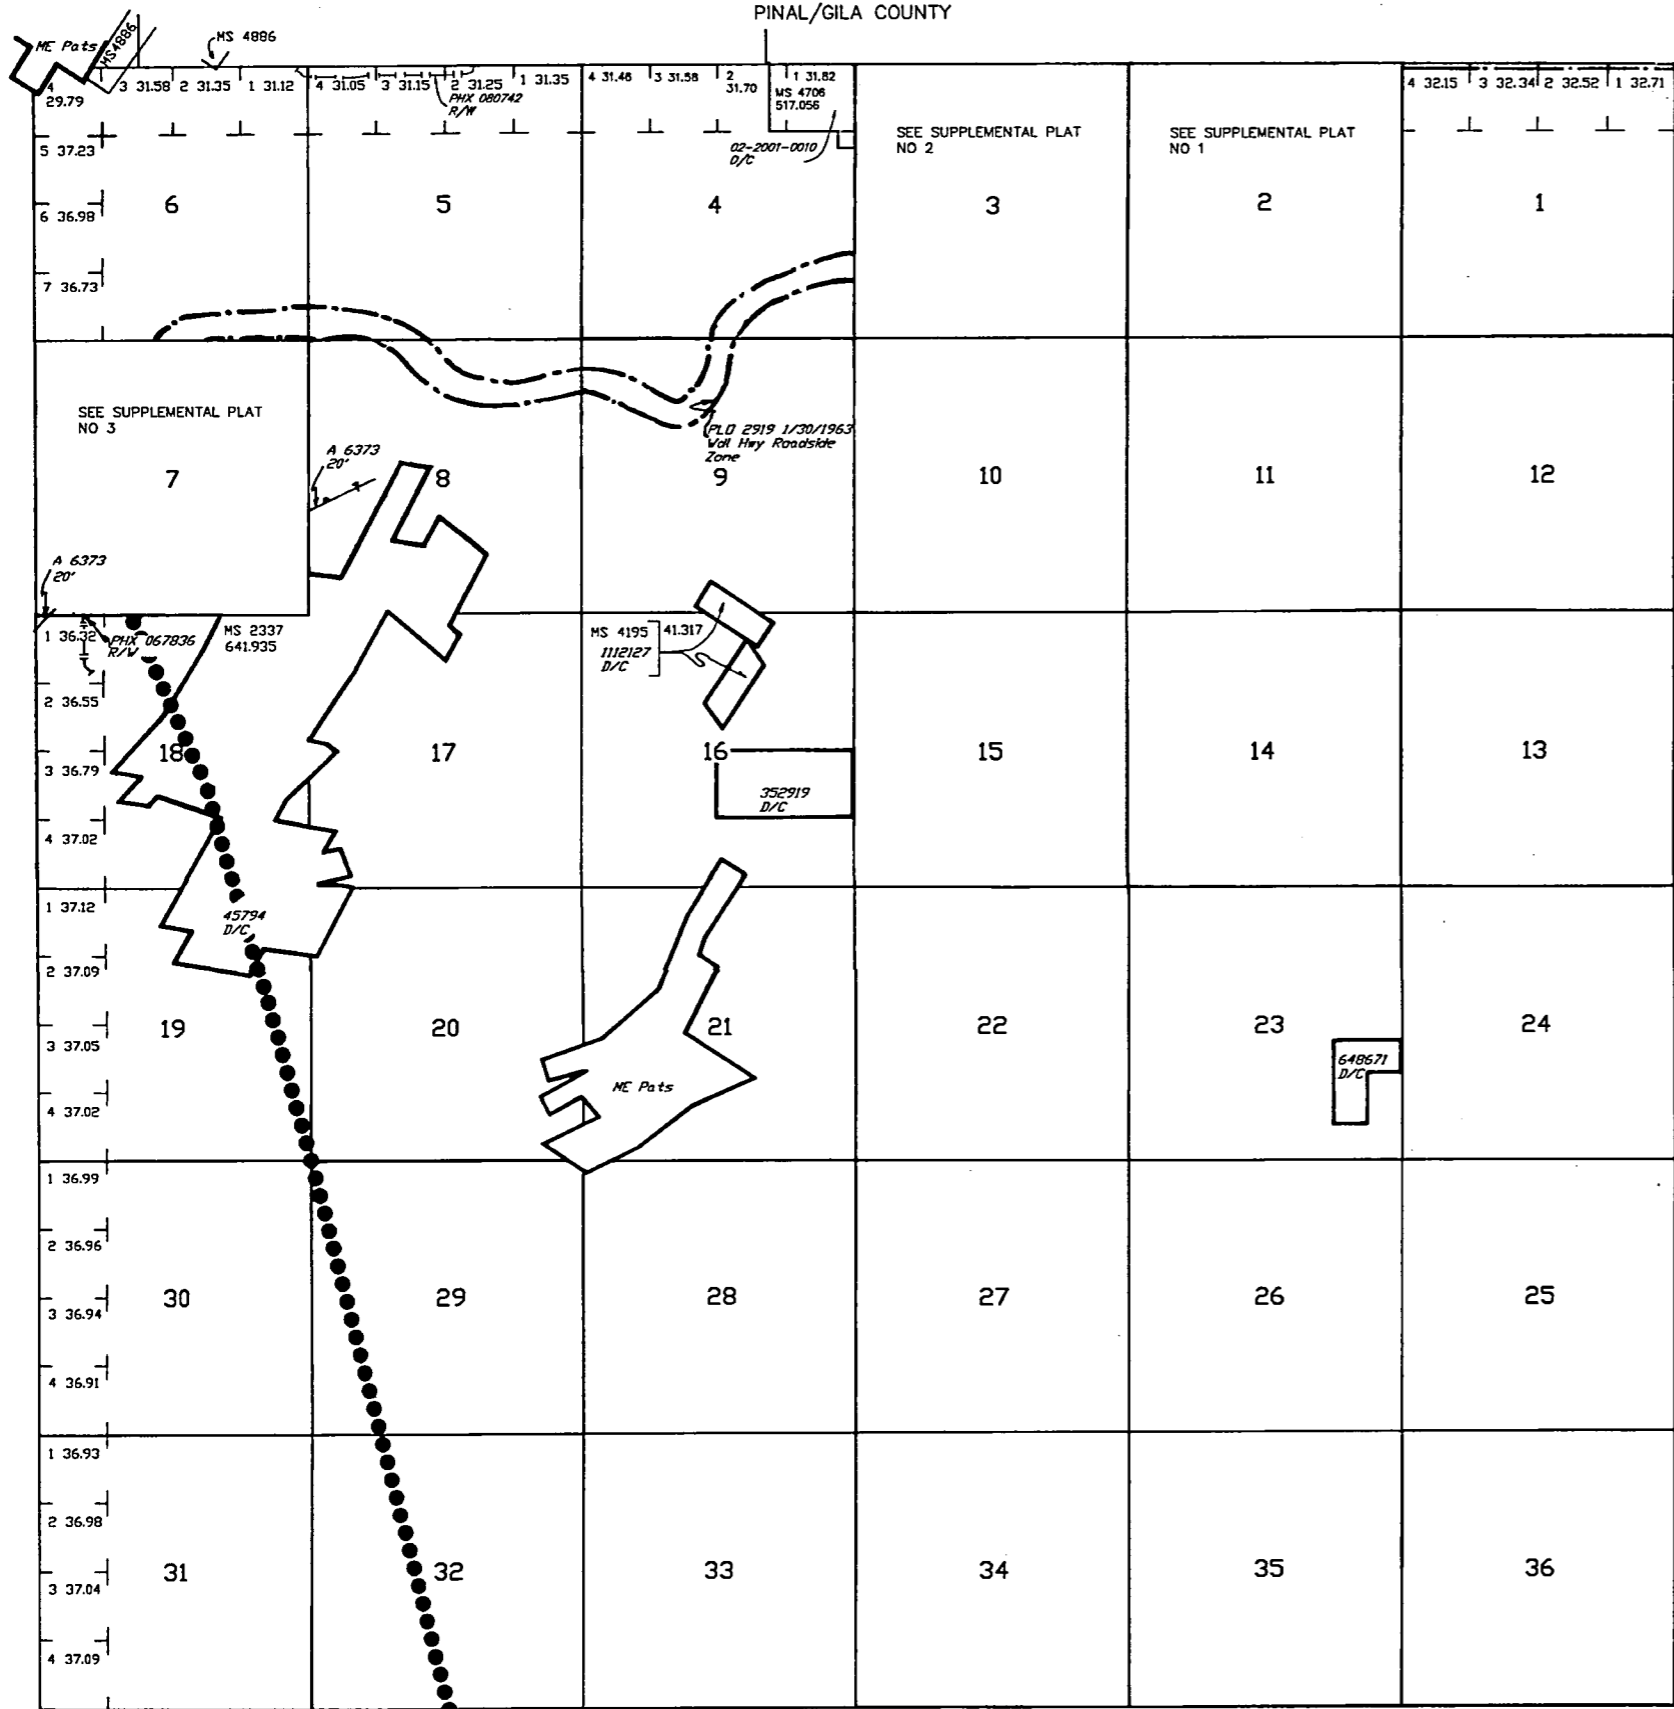 PINAL/GILA COUNTY
ME Pats
MS4886
MS 4886
4
29.79
3 31.58
2 31.35
1 31.12
4 31.05
3 31.15
2 31.25
1 31.35
4 31.46
3 31.58
2
31.70
1 31.82
4 32.15
3 32.34
2 32.52
1 32.71
PHX 080742
R/W
MS 4706
517.056
02-2001-0010
D/C
SEE SUPPLEMENTAL PLAT
NO 2
SEE SUPPLEMENTAL PLAT
NO 1
5 37.23
6 36.98
7 36.73
6
5
4
3
2
1
SEE SUPPLEMENTAL PLAT
NO 3
PLO 2919 1/30/1963
Wdl Hwy Roadside
Zone
A 6373
20'
7
8
9
10
11
12
A 6373
20'
1 36.32
PHX 067836
R/W
MS 2337
641.935
MS 4195
41.317
1112127
D/C
2 36.55
3 36.79
4 37.02
18
17
16
15
14
13
352919
D/C
1 37.12
45794
D/C
2 37.09
3 37.05
4 37.02
19
20
21
22
23
24
ME Pats
648671
D/C
1 36.99
2 36.96
3 36.94
4 36.91
30
29
28
27
26
25
1 36.93
2 36.98
3 37.04
4 37.09
31
32
33
34
35
36